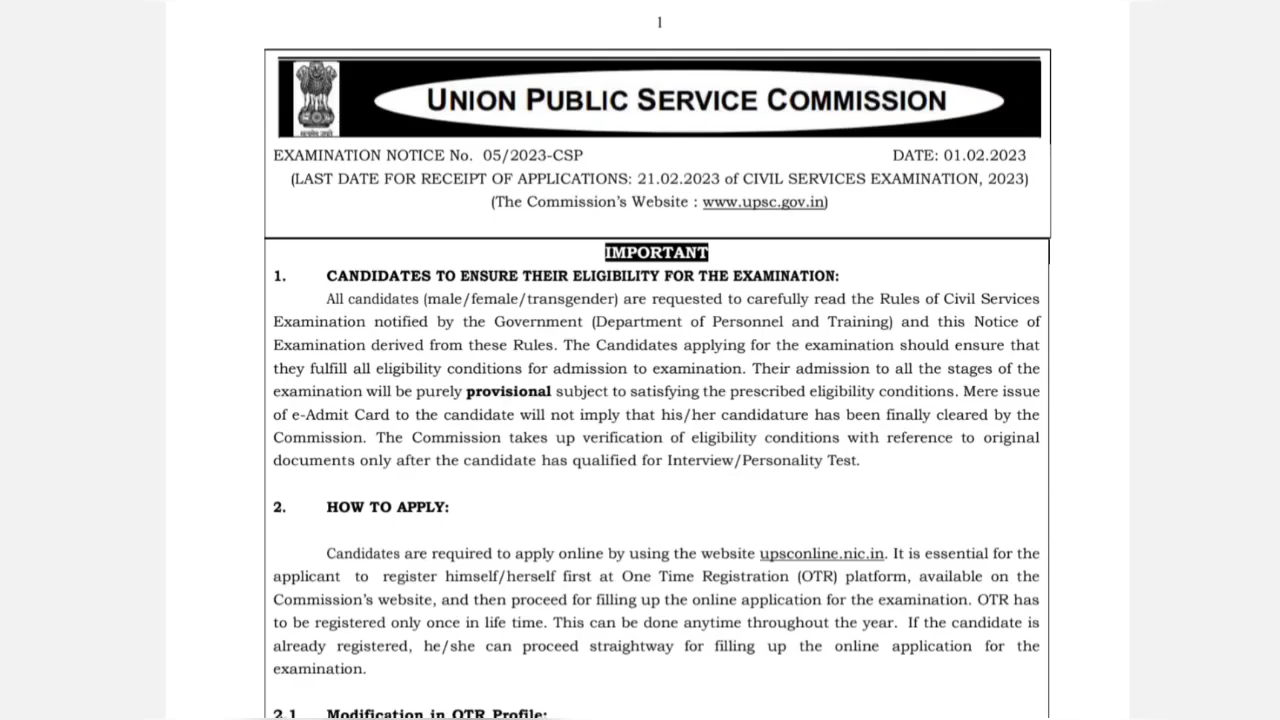 1
UNION PUBLIC SERVICE COMMISSION
EXAMINATION NOTICE No. 05/2023-CSP DATE: 01.02.2023
(LAST DATE FOR RECEIPT OF APPLICATIONS: 21.02.2023 of CIVIL SERVICES EXAMINATION, 2023)
(The Commission's Website : www.upsc.gov.in)
IMPORTANT
1. CANDIDATES TO ENSURE THEIR ELIGIBILITY FOR THE EXAMINATION:
All candidates (male/female/transgender) are requested to carefully read the Rules of Civil Services
Examination notified by the Government (Department of Personnel and Training) and this Notice of
Examination derived from these Rules. The Candidates applying for the examination should ensure that
they fulfill all eligibility conditions for admission to examination. Their admission to all the stages of the
examination will be purely provisional subject to satisfying the prescribed eligibility conditions. Mere issue
of e-Admit Card to the candidate will not imply that his/her candidature has been finally cleared by the
Commission. The Commission takes up verification of eligibility conditions with reference to original
documents only after the candidate has qualified for Interview/Personality Test.
2. HOW TO APPLY:
Candidates are required to apply online by using the website upsconline.nic.in. It is essential for the
applicant to register himself/herself first at One Time Registration (OTR) platform, available on the
Commission's website, and then proceed for filling up the online application for the examination. OTR has
to be registered only once in life time. This can be done anytime throughout the year. If the candidate is
already registered, he/she can proceed straightway for filling up the online application for the
examination.
2.1 Modification in OTR Profile: